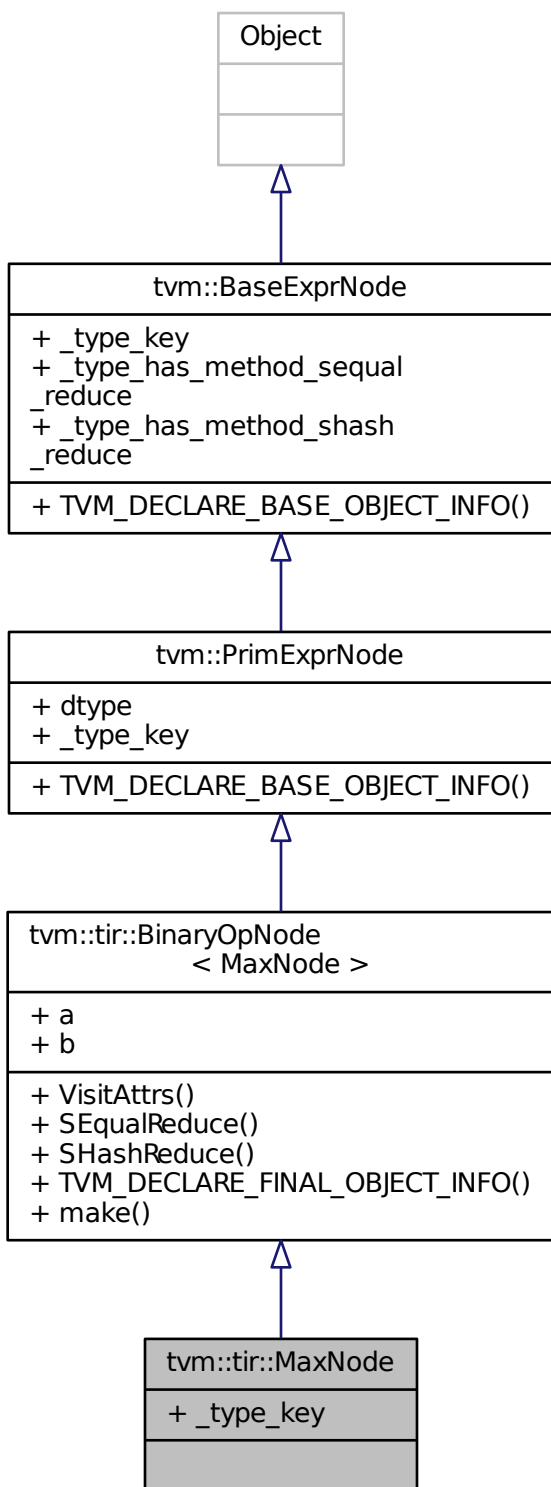 Object
tvm::BaseExprNode
+ _type_key
+ _type_has_method_sequal
_reduce
+ _type_has_method_shash
_reduce
+ TVM_DECLARE_BASE_OBJECT_INFO()
tvm::PrimExprNode
+ dtype
+ _type_key
+ TVM_DECLARE_BASE_OBJECT_INFO()
tvm::tir::BinaryOpNode
< MaxNode >
+ a
+ b
+ VisitAttrs()
+ SEqualReduce()
+ SHashReduce()
+ TVM_DECLARE_FINAL_OBJECT_INFO()
+ make()
tvm::tir::MaxNode
+ _type_key